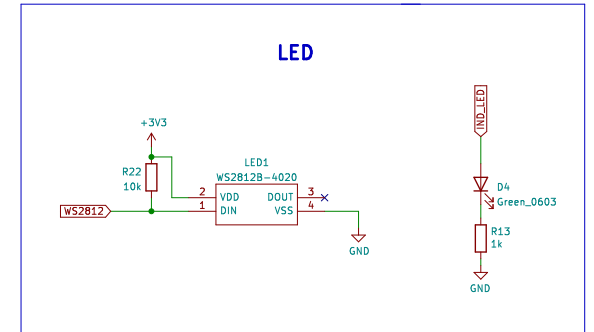 LED
IND_LED
+3V3
R22
10k
LED1
WS2812B-4020
2 VDD DOUT 3
1 DIN VSS 4
WS2812
GND
D4
Green_0603
R13
1k
GND